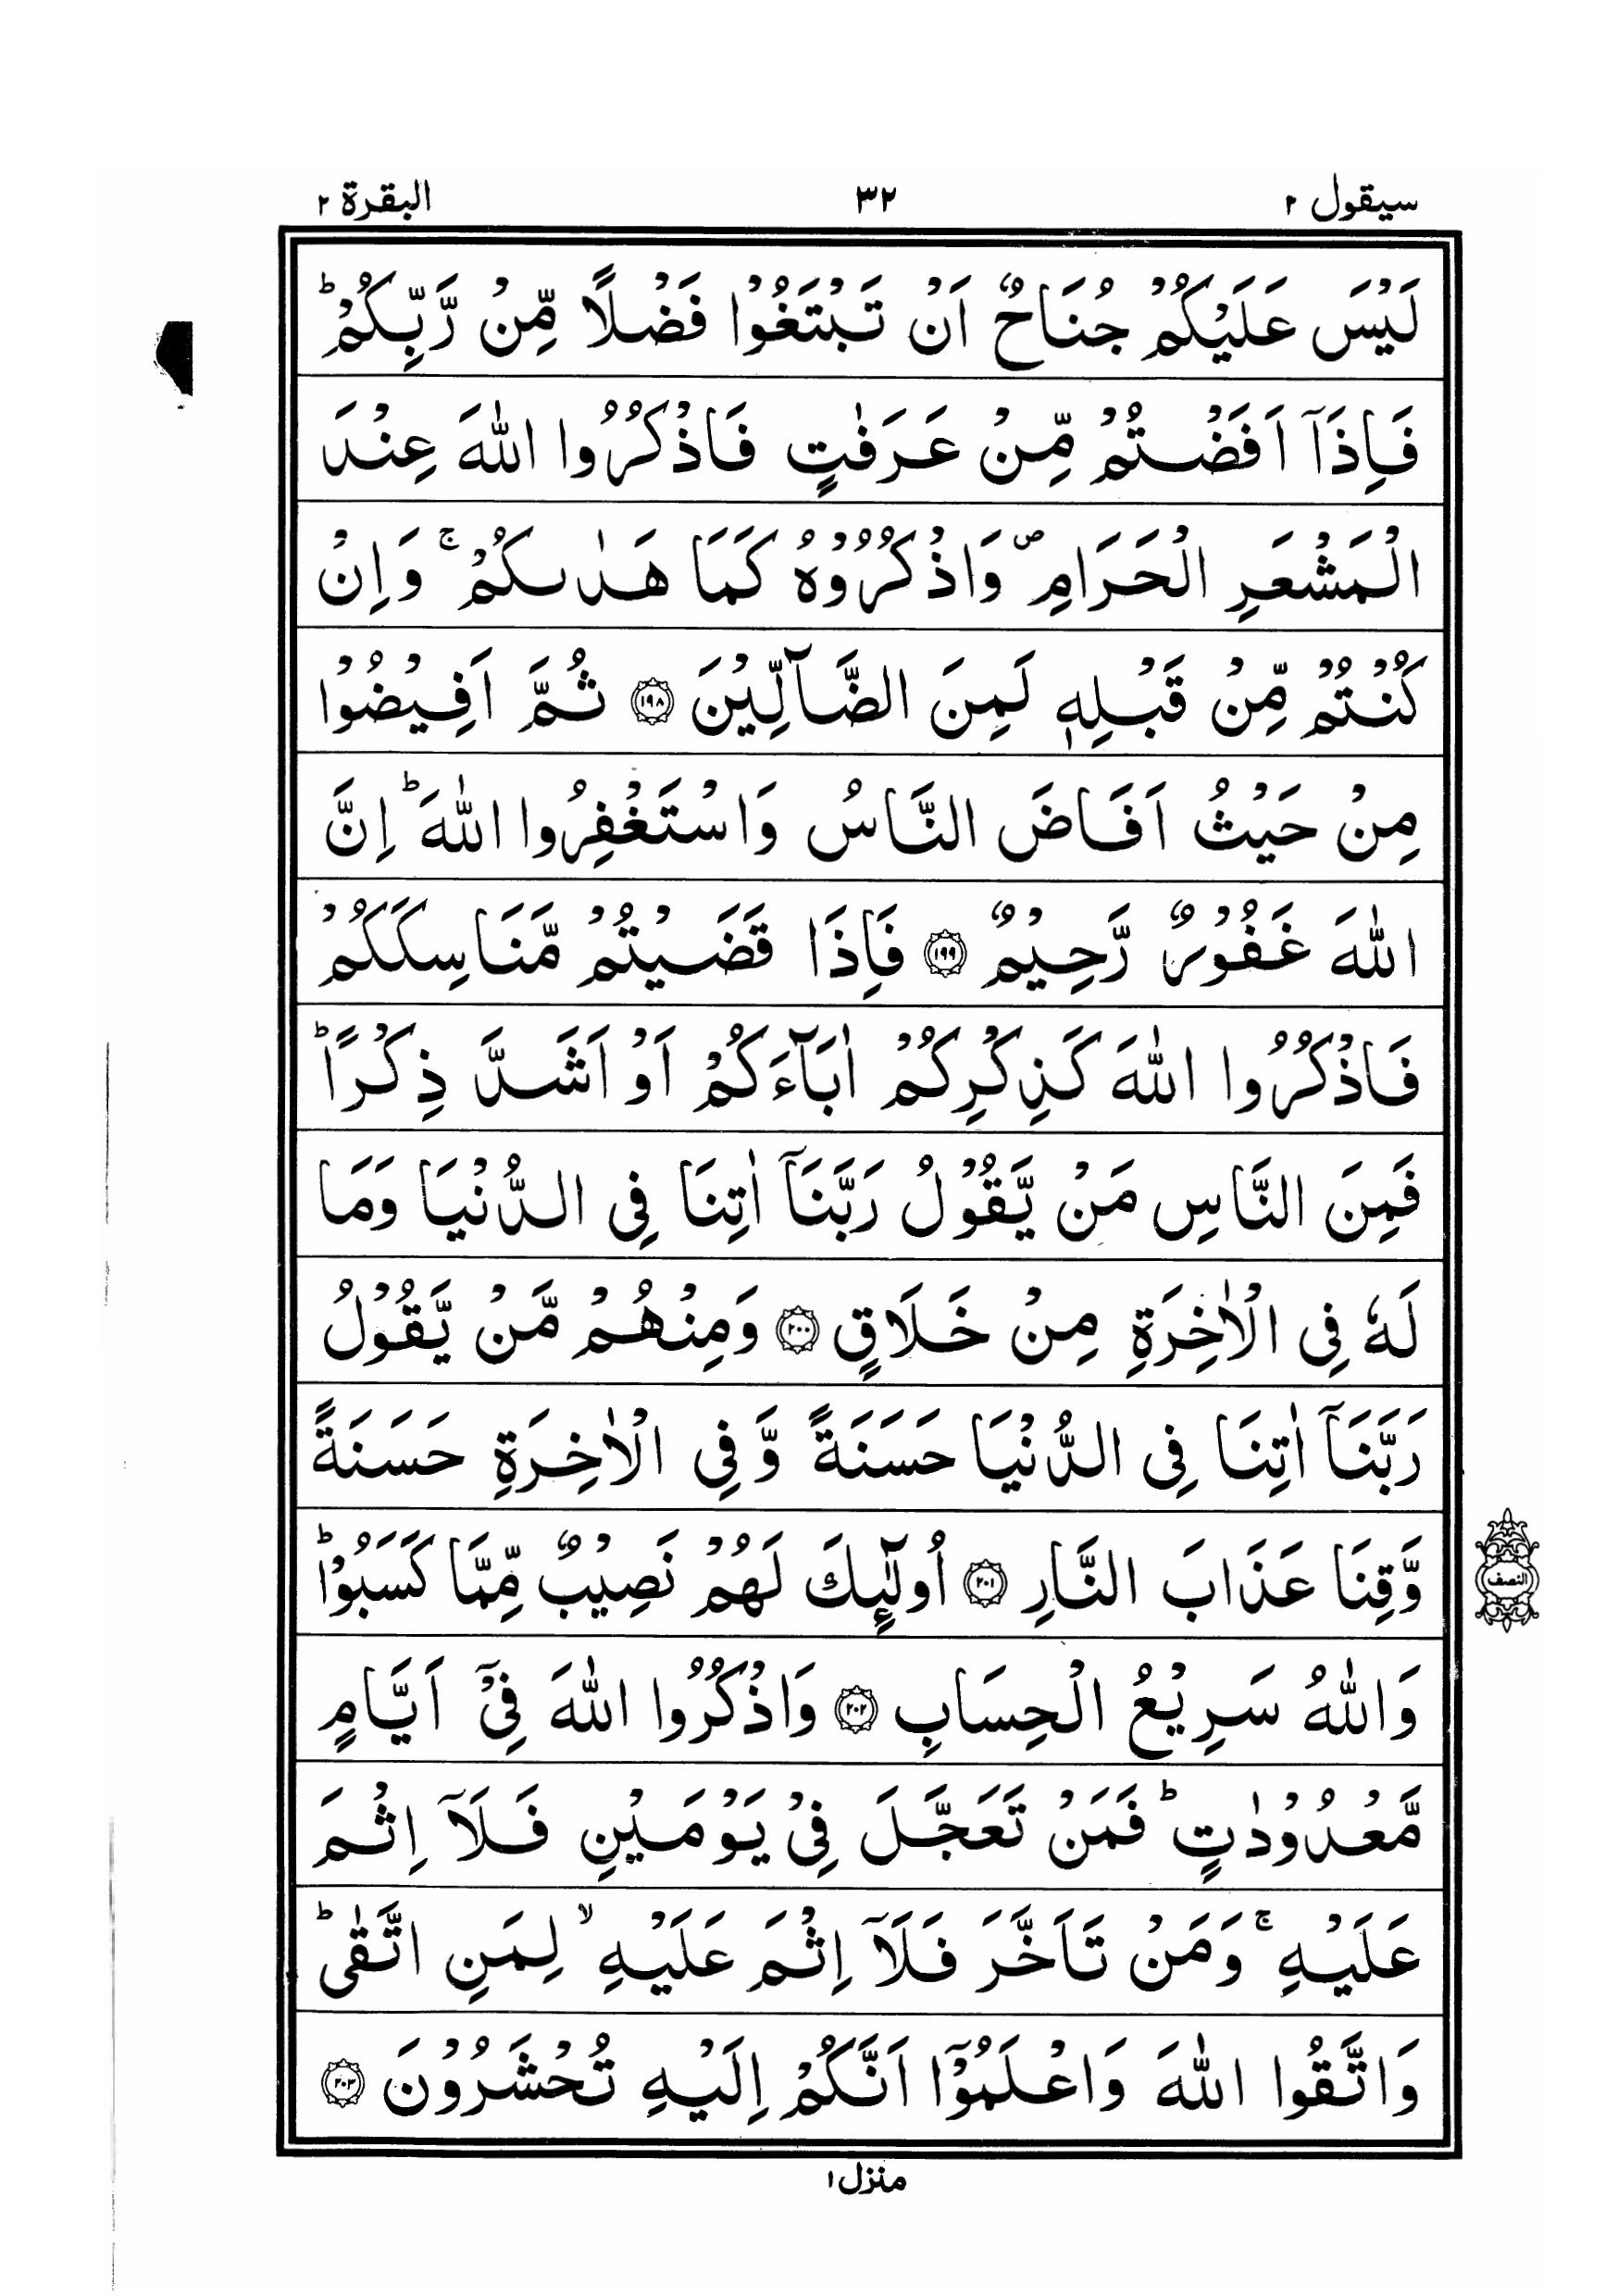 سيقول ٢
٣٢
البقرة ٢
لَيْسَ عَلَيْكُمْ جُنَاحٌ اَنْ تَبْتَغُوْا فَضْلًا مِّنْ رَّبِّكُمْ ؕ
فَاِذَاۤ اَفَضْتُمْ مِّنْ عَرَفٰتٍ فَاذْكُرُوا اللّٰهَ عِنْدَ
الْمَشْعَرِ الْحَرَامِ ۪ وَاذْكُرُوْهُ كَمَا هَدٰىكُمْ ۚ وَاِنْ
كُنْتُمْ مِّنْ قَبْلِهٖ لَمِنَ الضَّآلِّيْنَ ﴿١٩٨﴾ ثُمَّ اَفِيْضُوْا
مِنْ حَيْثُ اَفَاضَ النَّاسُ وَاسْتَغْفِرُوا اللّٰهَ ؕ اِنَّ
اللّٰهَ غَفُوْرٌ رَّحِيْمٌ ﴿١٩٩﴾ فَاِذَا قَضَيْتُمْ مَّنَاسِكَكُمْ
فَاذْكُرُوا اللّٰهَ كَذِكْرِكُمْ اٰبَآءَكُمْ اَوْ اَشَدَّ ذِكْرًا ؕ
فَمِنَ النَّاسِ مَنْ يَّقُوْلُ رَبَّنَاۤ اٰتِنَا فِى الدُّنْيَا وَمَا
لَهٗ فِى الْاٰخِرَةِ مِنْ خَلَاقٍ ﴿٢٠٠﴾ وَمِنْهُمْ مَّنْ يَّقُوْلُ
رَبَّنَاۤ اٰتِنَا فِى الدُّنْيَا حَسَنَةً وَّفِى الْاٰخِرَةِ حَسَنَةً
وَّقِنَا عَذَابَ النَّارِ ﴿٢٠١﴾ اُولٰٓئِكَ لَهُمْ نَصِيْبٌ مِّمَّا كَسَبُوْا ؕ
النصف
وَاللّٰهُ سَرِيْعُ الْحِسَابِ ﴿٢٠٢﴾ وَاذْكُرُوا اللّٰهَ فِىْۤ اَيَّامٍ
مَّعْدُوْدٰتٍ ؕ فَمَنْ تَعَجَّلَ فِىْ يَوْمَيْنِ فَلَاۤ اِثْمَ
عَلَيْهِ ۚ وَمَنْ تَاَخَّرَ فَلَاۤ اِثْمَ عَلَيْهِ ۙ لِمَنِ اتَّقٰى ؕ
وَاتَّقُوا اللّٰهَ وَاعْلَمُوْۤا اَنَّكُمْ اِلَيْهِ تُحْشَرُوْنَ ﴿٢٠٣﴾
منزل ١